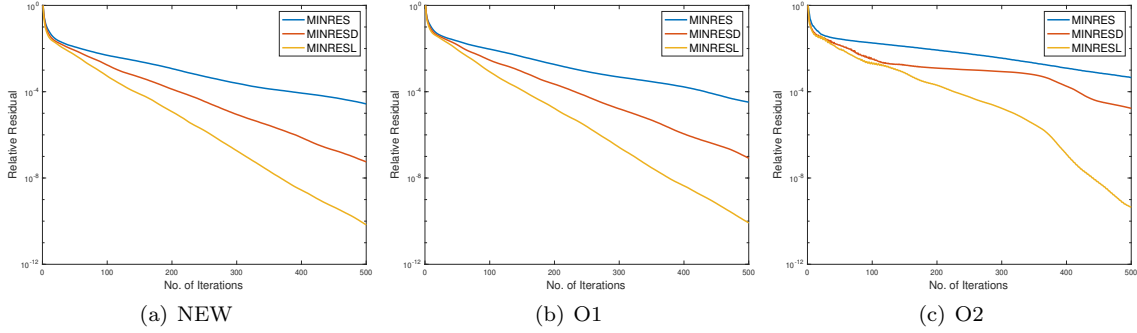 10^0
10^-4
10^-8
10^-12
Relative Residual
0 100 200 300 400 500
No. of Iterations
MINRES
MINRESD
MINRESL
(a) NEW
10^0
10^-4
10^-8
10^-12
Relative Residual
0 100 200 300 400 500
No. of Iterations
MINRES
MINRESD
MINRESL
(b) O1
10^0
10^-4
10^-8
10^-12
Relative Residual
0 100 200 300 400 500
No. of Iterations
MINRES
MINRESD
MINRESL
(c) O2